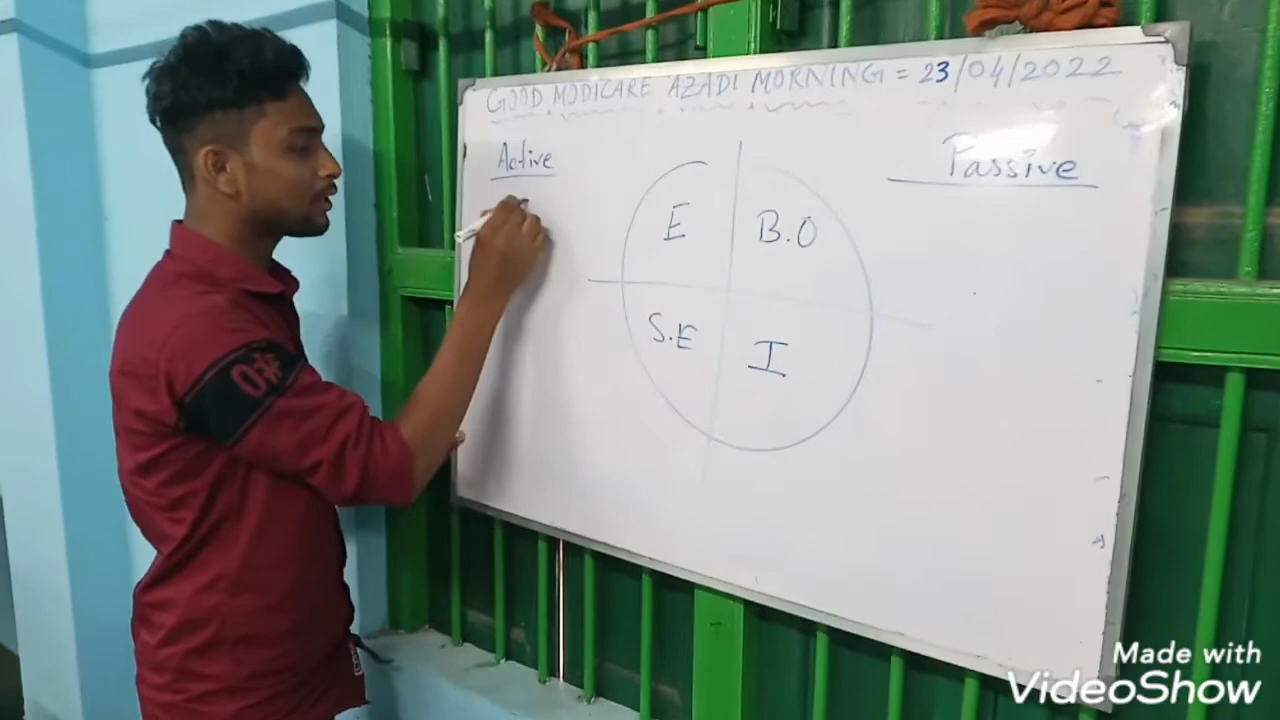 GOOD MODICARE AZADI MORNING = 23/04/2022
Active
Passive
E
B.O
S.E
I
Made with
VideoShow